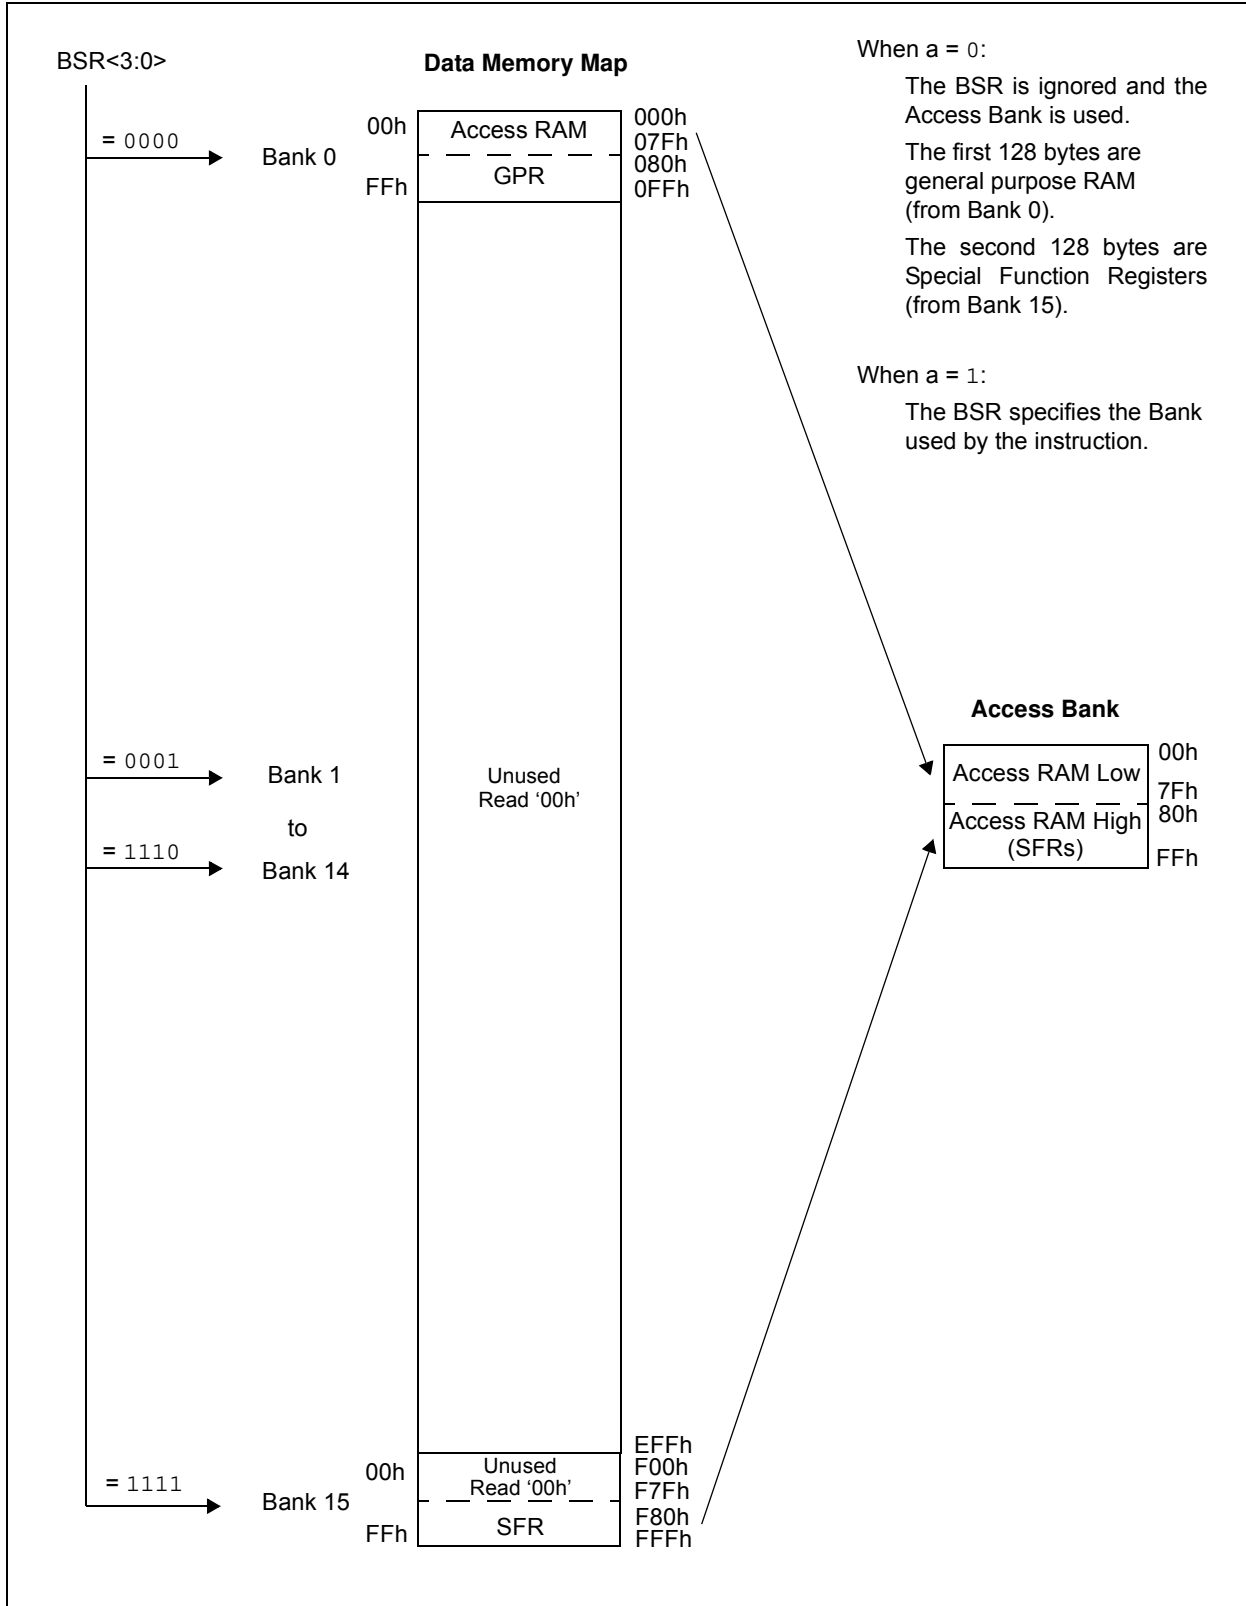 BSR<3:0>
Data Memory Map
= 0000
Bank 0
00h
FFh
Access RAM
GPR
000h
07Fh
080h
0FFh
When a = 0:
The BSR is ignored and the
Access Bank is used.
The first 128 bytes are
general purpose RAM
(from Bank 0).
The second 128 bytes are
Special Function Registers
(from Bank 15).
When a = 1:
The BSR specifies the Bank
used by the instruction.
= 0001
Bank 1
to
= 1110
Bank 14
Unused
Read ‘00h’
Access Bank
Access RAM Low
Access RAM High
(SFRs)
00h
7Fh
80h
FFh
= 1111
Bank 15
00h
FFh
Unused
Read ‘00h’
SFR
EFFh
F00h
F7Fh
F80h
FFFh